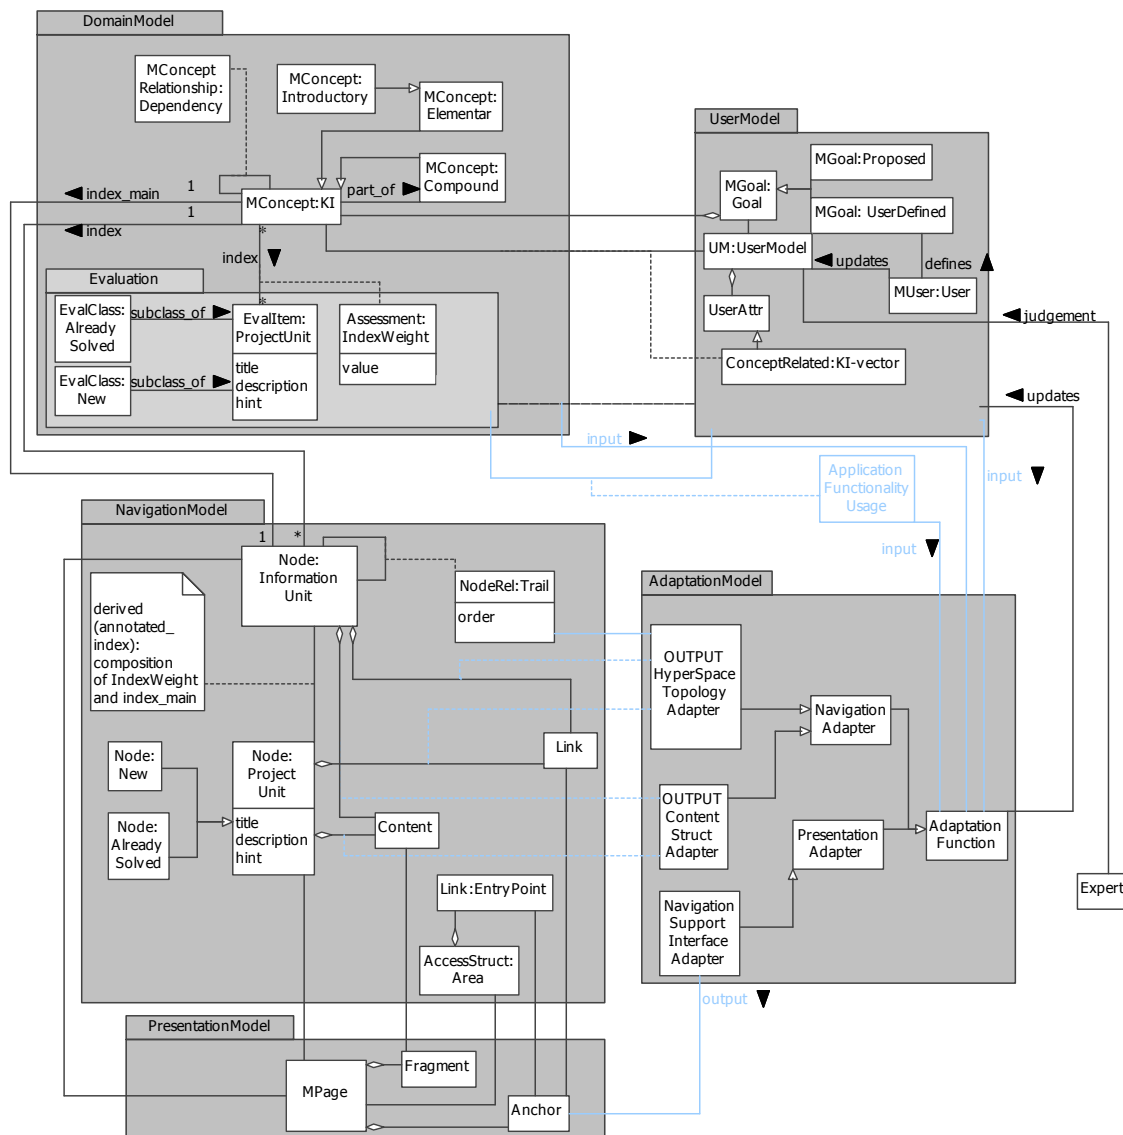 DomainModel
MConcept
Relationship:
Dependency
MConcept:
Introductory
MConcept:
Elementar
MConcept:
Compound
part_of
1
index_main
MConcept:KI
1
index
*
index
Evaluation
*
EvalClass:
Already
Solved
subclass_of
EvalItem:
ProjectUnit
title
description
hint
Assessment:
IndexWeight
value
EvalClass:
New
subclass_of
UserModel
MGoal:Proposed
MGoal:
Goal
MGoal: UserDefined
UM:UserModel
updates
defines
MUser:User
UserAttr
ConceptRelated:KI-vector
judgement
updates
input
Application
Functionality
Usage
input
input
NavigationModel
1
*
Node:
Information
Unit
NodeRel:Trail
order
derived
(annotated_
index):
composition
of IndexWeight
and index_main
Node:
New
Node:
Project
Unit
title
description
hint
Node:
Already
Solved
Link
Content
Link:EntryPoint
AccessStruct:
Area
AdaptationModel
OUTPUT
HyperSpace
Topology
Adapter
Navigation
Adapter
OUTPUT
Content
Struct
Adapter
Presentation
Adapter
Adaptation
Function
Navigation
Support
Interface
Adapter
Expert
output
PresentationModel
MPage
Fragment
Anchor